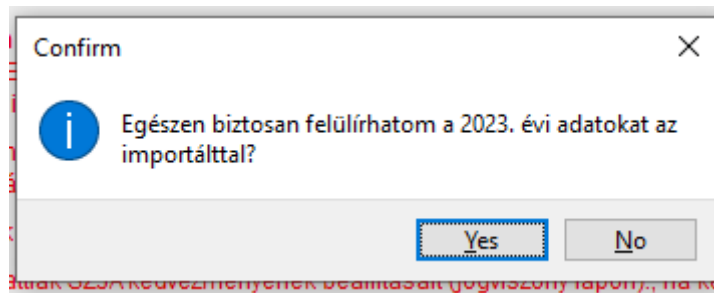 Confirm
Egészen biztosan felülírhatom a 2023. évi adatokat az
importálttal?
Yes
No